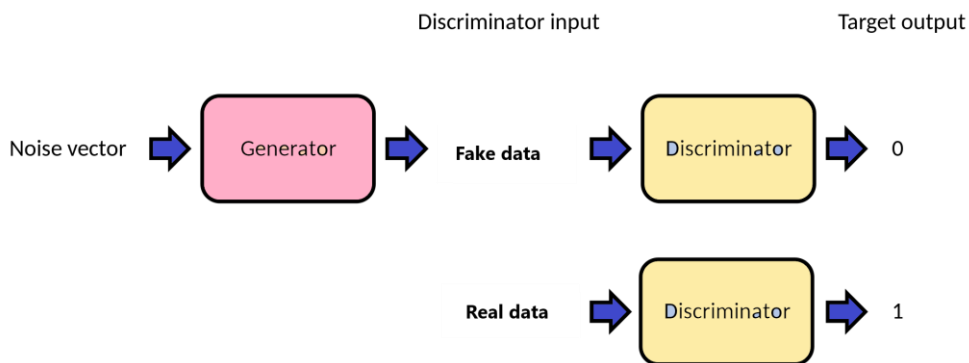 Discriminator input
Target output
Noise vector
Generator
Fake data
Discriminator
0
Real data
Discriminator
1